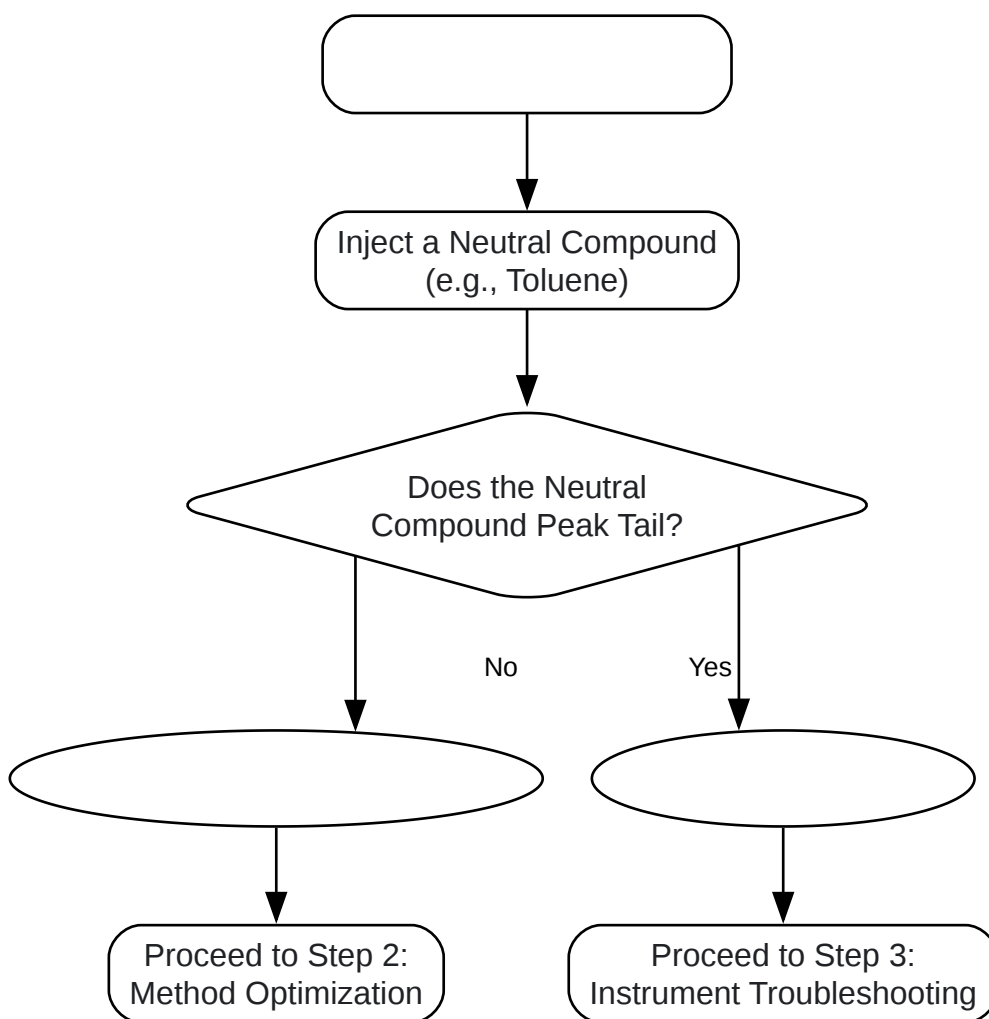 Inject a Neutral Compound
(e.g., Toluene)
Does the Neutral
Compound Peak Tail?
No
Yes
Proceed to Step 2:
Method Optimization
Proceed to Step 3:
Instrument Troubleshooting